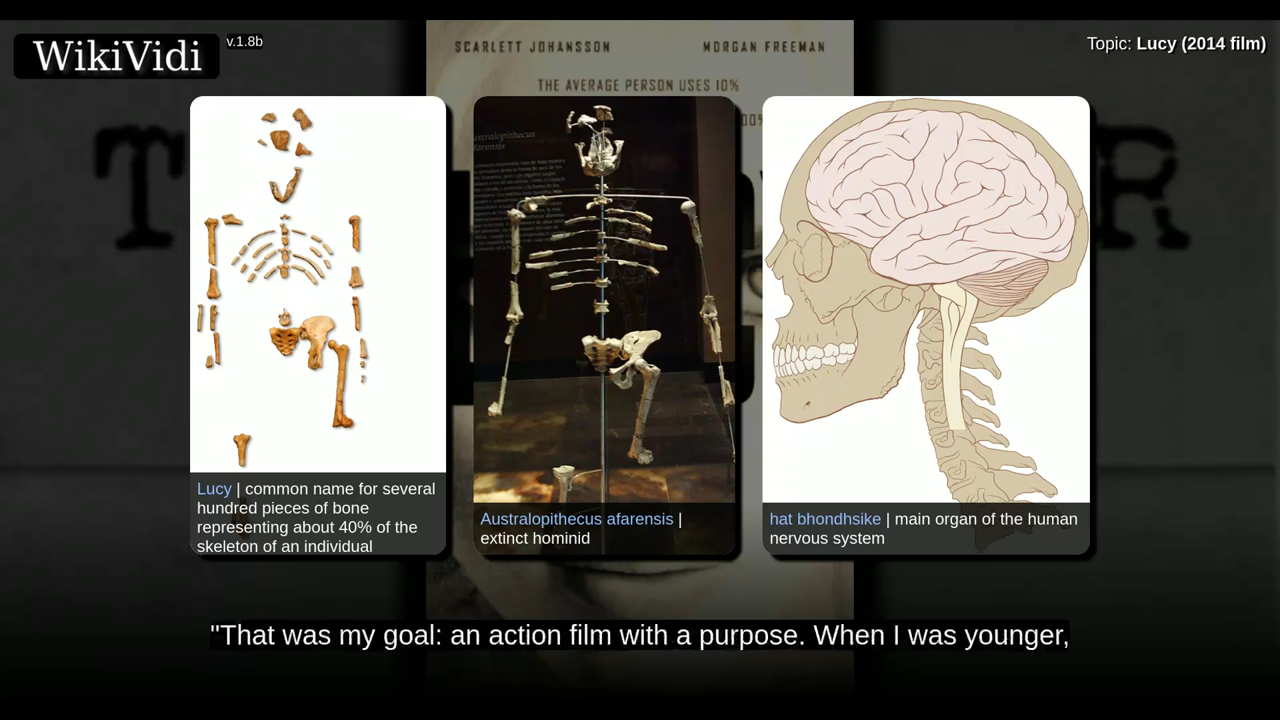 WikiVidi
v.1.8b
Topic: Lucy (2014 film)
SCARLETT JOHANSSON
MORGAN FREEMAN
THE AVERAGE PERSON USES 10%
Australopithecus
afarensis
Lucy | common name for several
hundred pieces of bone
representing about 40% of the
skeleton of an individual
Australopithecus afarensis |
extinct hominid
hat bhondhsike | main organ of the human
nervous system
"That was my goal: an action film with a purpose. When I was younger,